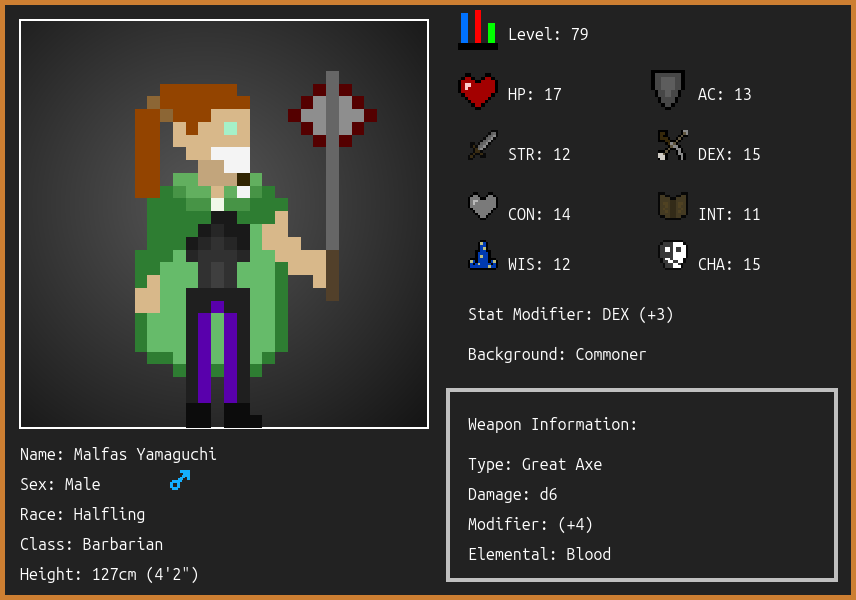 Level: 79
HP: 17
AC: 13
STR: 12
DEX: 15
CON: 14
INT: 11
WIS: 12
CHA: 15
Stat Modifier: DEX (+3)
Background: Commoner
Weapon Information:
Type: Great Axe
Damage: d6
Modifier: (+4)
Elemental: Blood
Name: Malfas Yamaguchi
Sex: Male
Race: Halfling
Class: Barbarian
Height: 127cm (4'2")